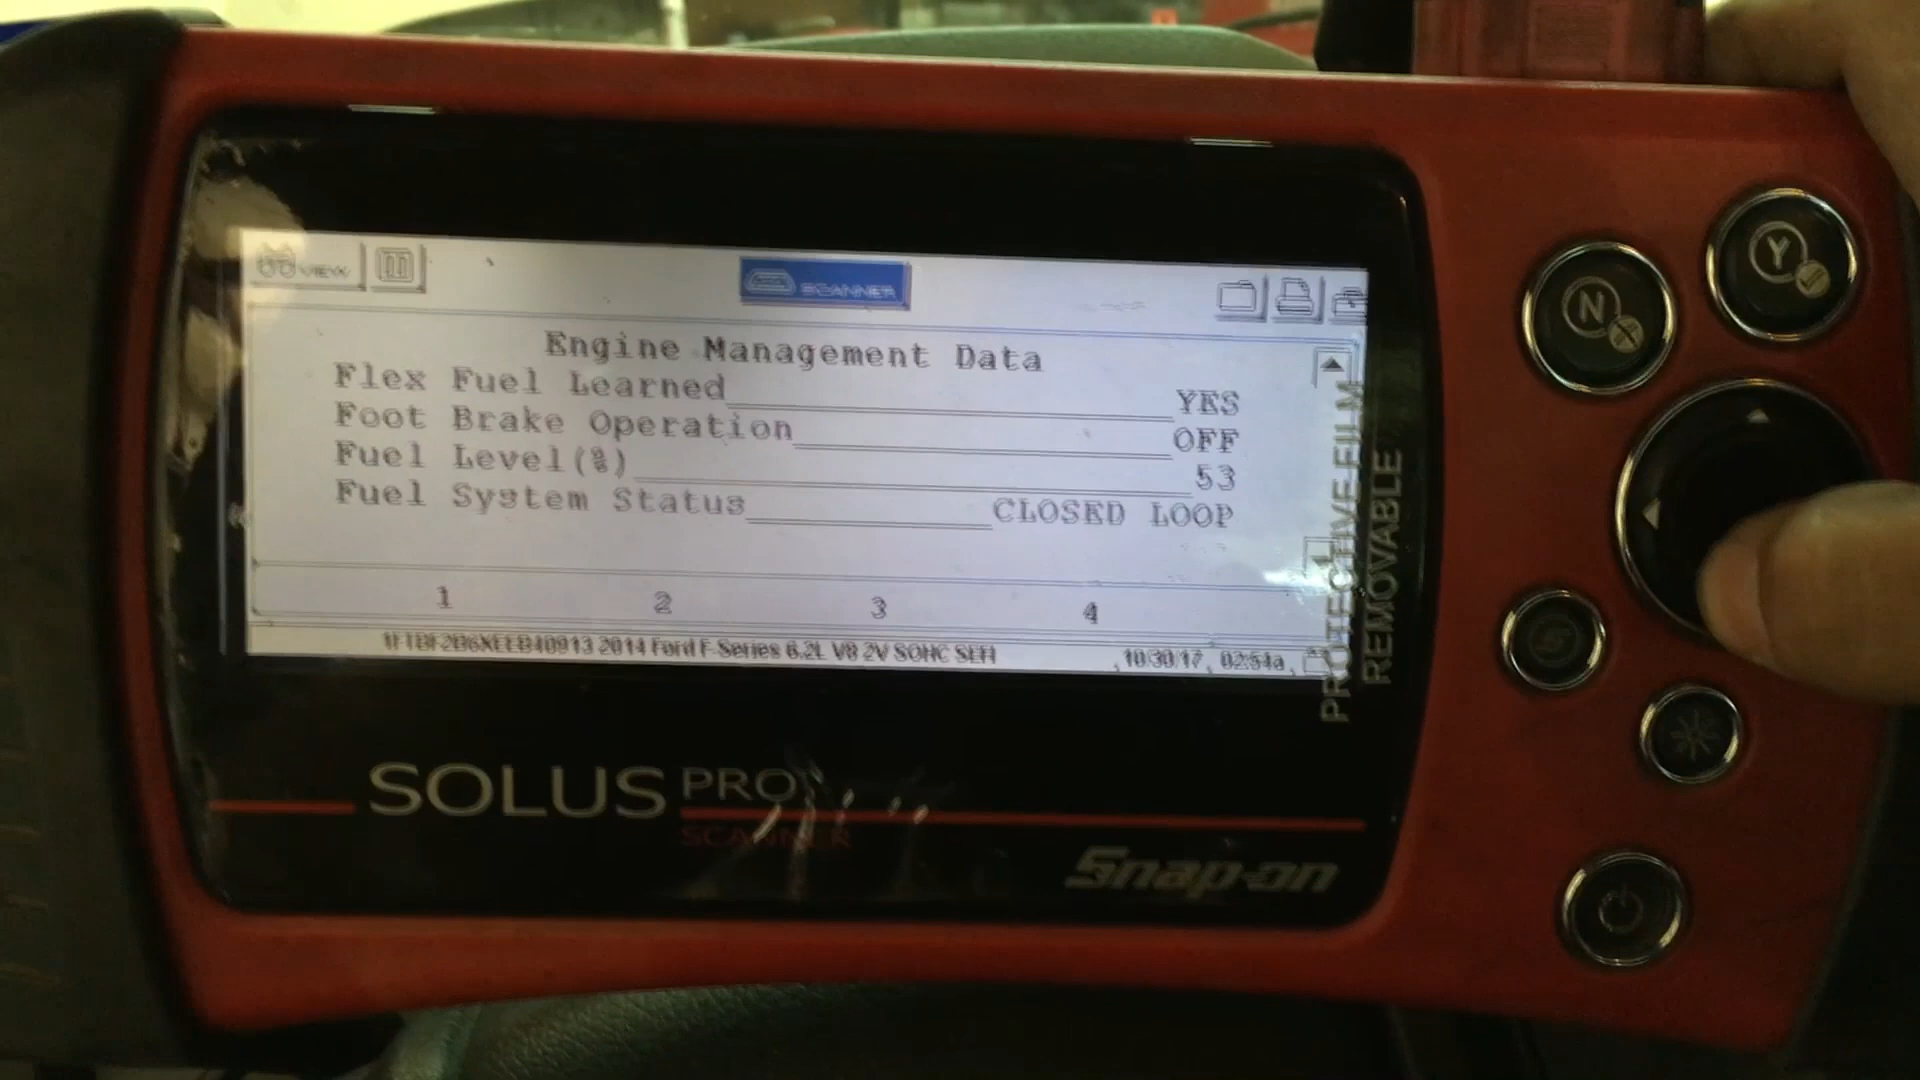 VIEW
SCANNER
Engine Management Data
Flex Fuel Learned YES
Foot Brake Operation OFF
Fuel Level(%) 53
Fuel System Status CLOSED LOOP
1 2 3 4
2014 Ford F-Series 6.2L V8 2V SOHC SEFI 10/30/17, 02:54a
PROTECTIVE FILM
REMOVABLE
N
Y
SOLUS PRO
SCANNER
Snap-on